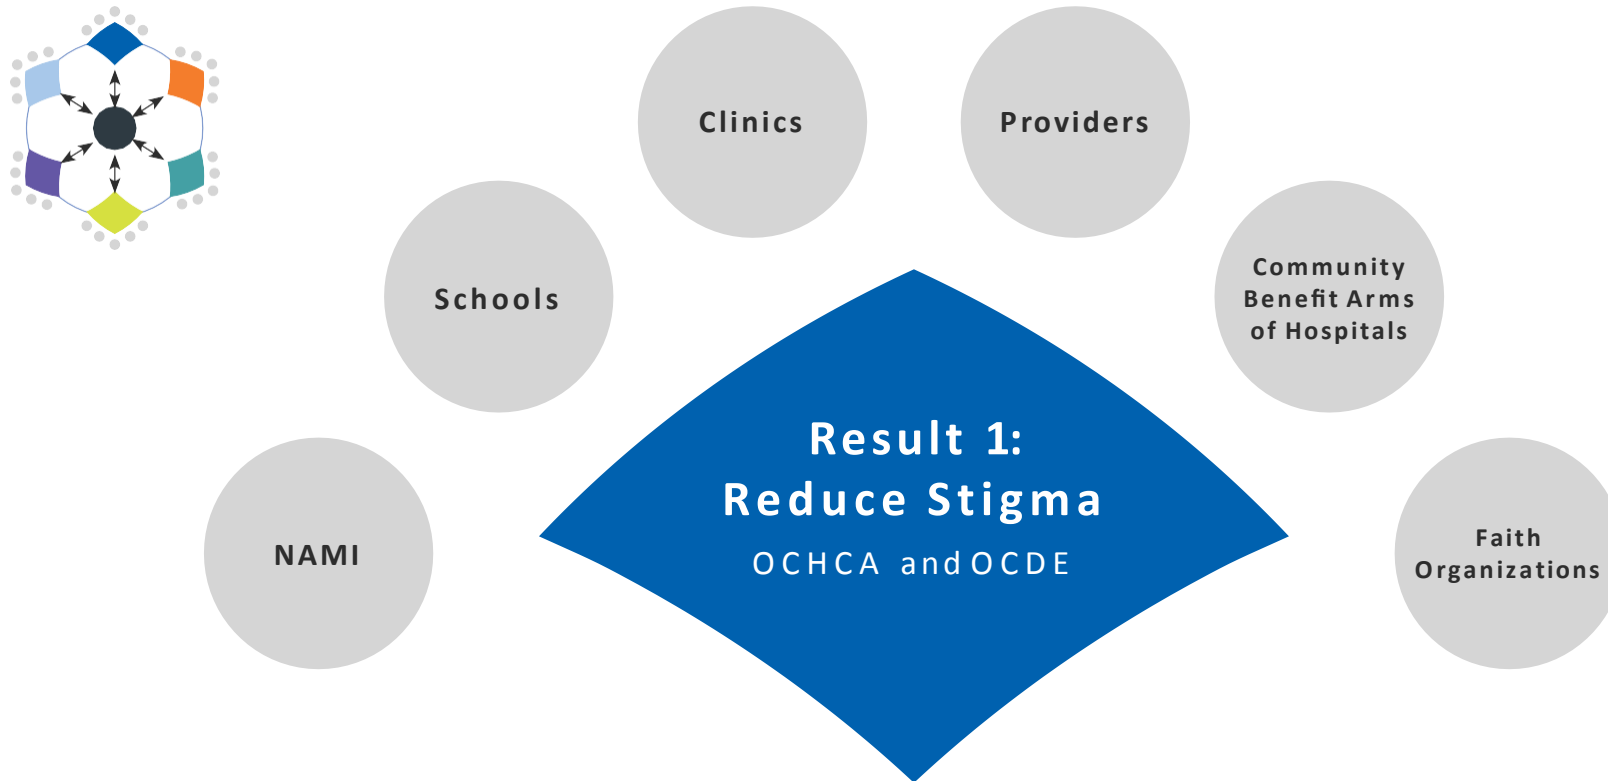 Clinics
Providers
Schools
Community
Benefit Arms
of Hospitals
NAMI
Result 1:
Reduce Stigma
OCHCA and OCDE
Faith
Organizations